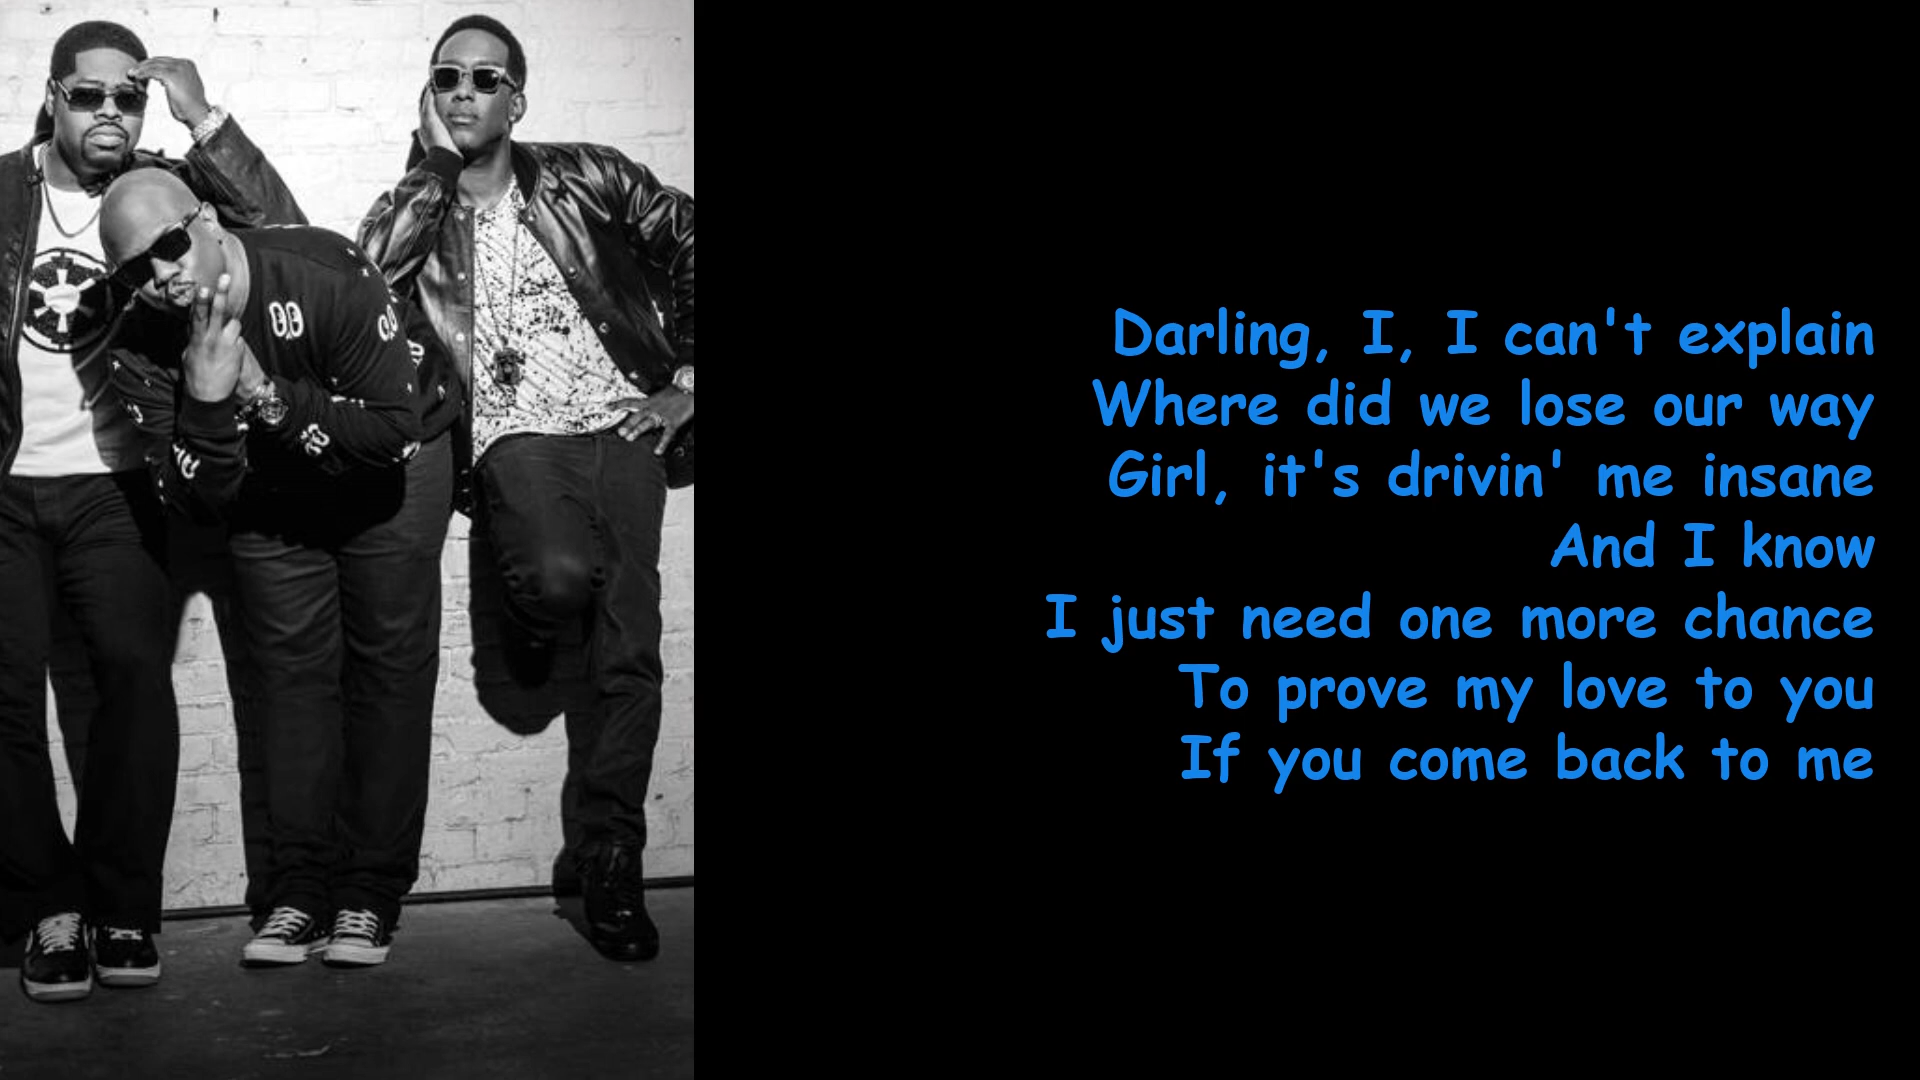 Darling, I, I can't explain
Where did we lose our way
Girl, it's drivin' me insane
And I know
I just need one more chance
To prove my love to you
If you come back to me